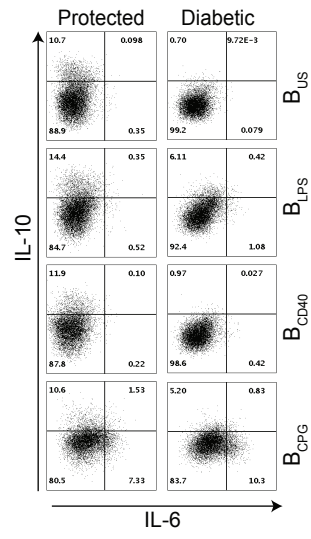 Protected Diabetic
10.7 0.098 0.70 9.72E-3
88.9 0.35 99.2 0.079
BUS
14.4 0.35 6.11 0.42
84.7 0.52 92.4 1.08
BLPS
11.9 0.10 0.97 0.027
87.8 0.22 98.6 0.42
BCD40
10.6 1.53 5.20 0.83
80.5 7.33 83.7 10.3
BCPG
IL-10
IL-6